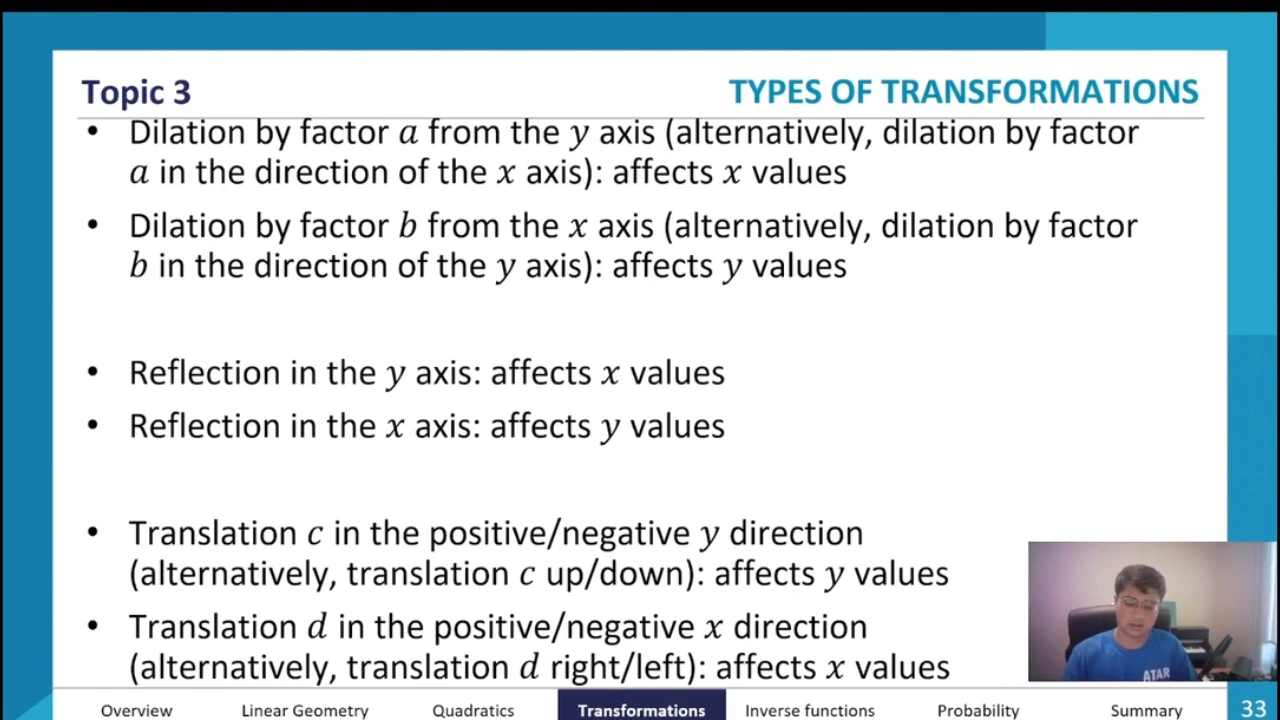 Topic 3
TYPES OF TRANSFORMATIONS
• Dilation by factor a from the y axis (alternatively, dilation by factor
a in the direction of the x axis): affects x values
• Dilation by factor b from the x axis (alternatively, dilation by factor
b in the direction of the y axis): affects y values
• Reflection in the y axis: affects x values
• Reflection in the x axis: affects y values
• Translation c in the positive/negative y direction
(alternatively, translation c up/down): affects y values
• Translation d in the positive/negative x direction
(alternatively, translation d right/left): affects x values
ATAR
Overview
Linear Geometry
Quadratics
Transformations
Inverse functions
Probability
Summary
33